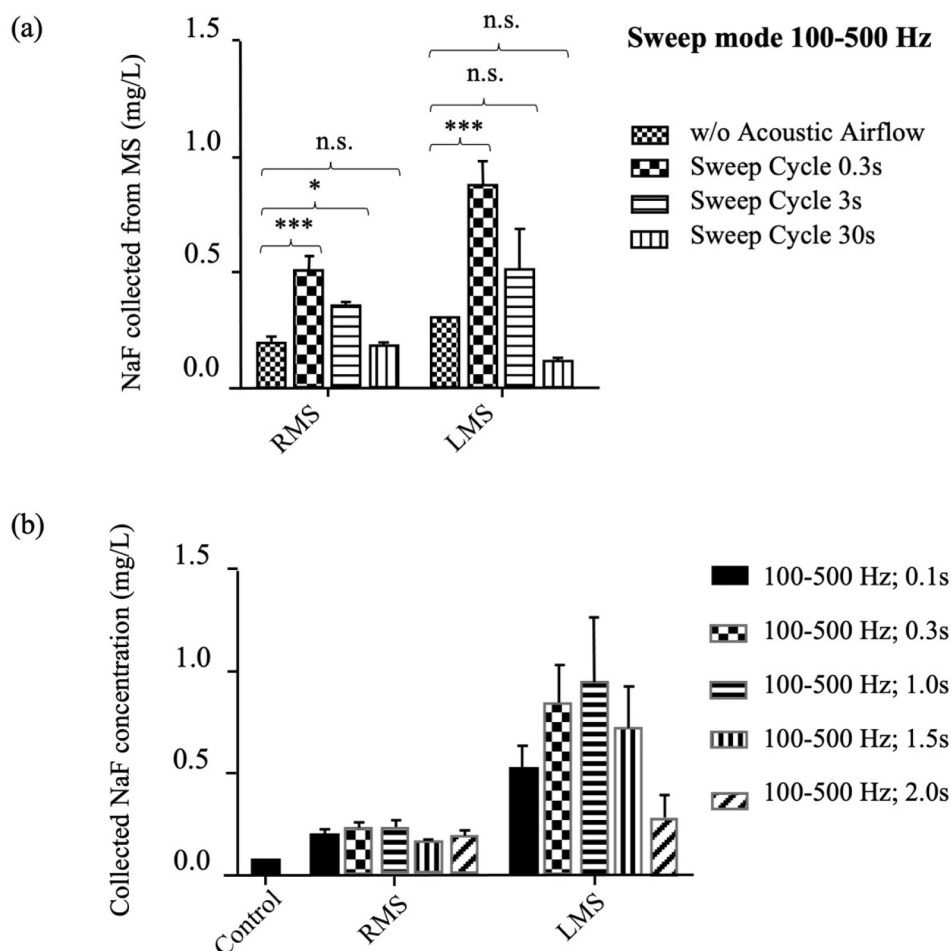 (a)
NaF collected from MS (mg/L)
1.5
1.0
0.5
0.0
n.s.
*
***
n.s.
n.s.
***
RMS
LMS
Sweep mode 100-500 Hz
w/o Acoustic Airflow
Sweep Cycle 0.3s
Sweep Cycle 3s
Sweep Cycle 30s
(b)
Collected NaF concentration (mg/L)
1.5
1.0
0.5
0.0
Control
RMS
LMS
100-500 Hz; 0.1s
100-500 Hz; 0.3s
100-500 Hz; 1.0s
100-500 Hz; 1.5s
100-500 Hz; 2.0s